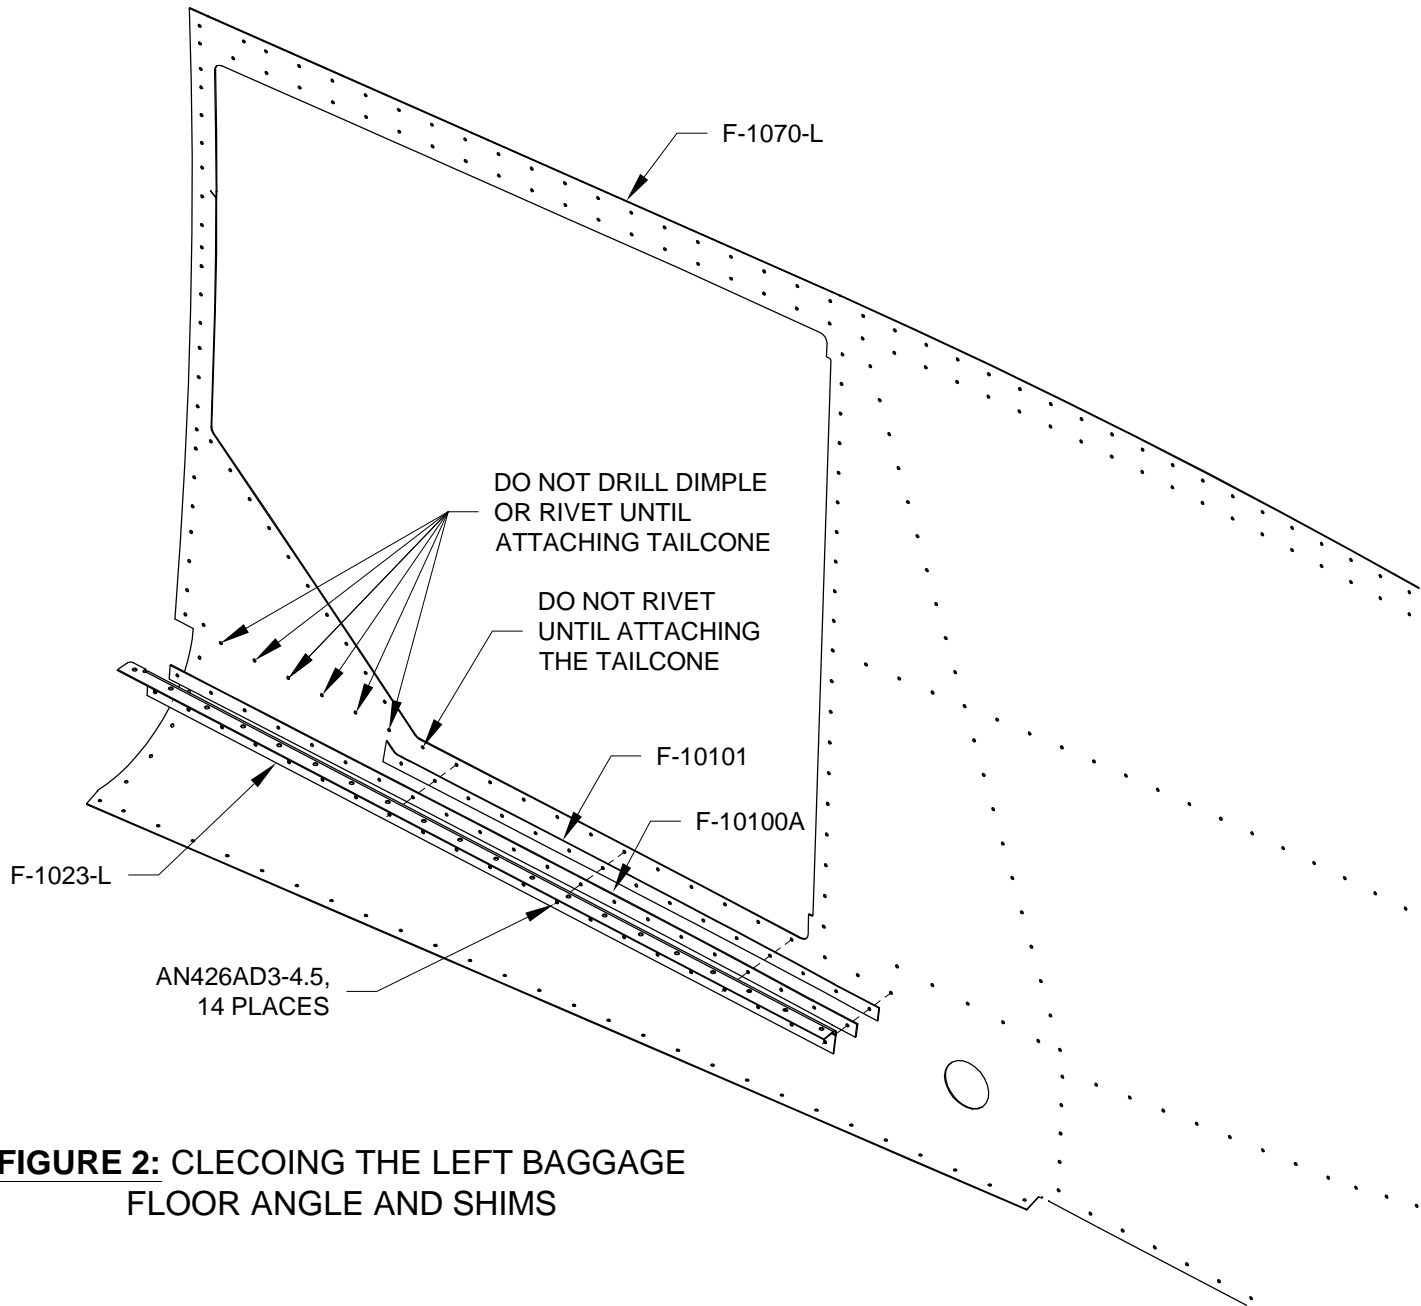 F-1070-L
DO NOT DRILL DIMPLE
OR RIVET UNTIL
ATTACHING TAILCONE
DO NOT RIVET
UNTIL ATTACHING
THE TAILCONE
F-10101
F-10100A
F-1023-L
AN426AD3-4.5,
14 PLACES
FIGURE 2: CLECOING THE LEFT BAGGAGE
FLOOR ANGLE AND SHIMS